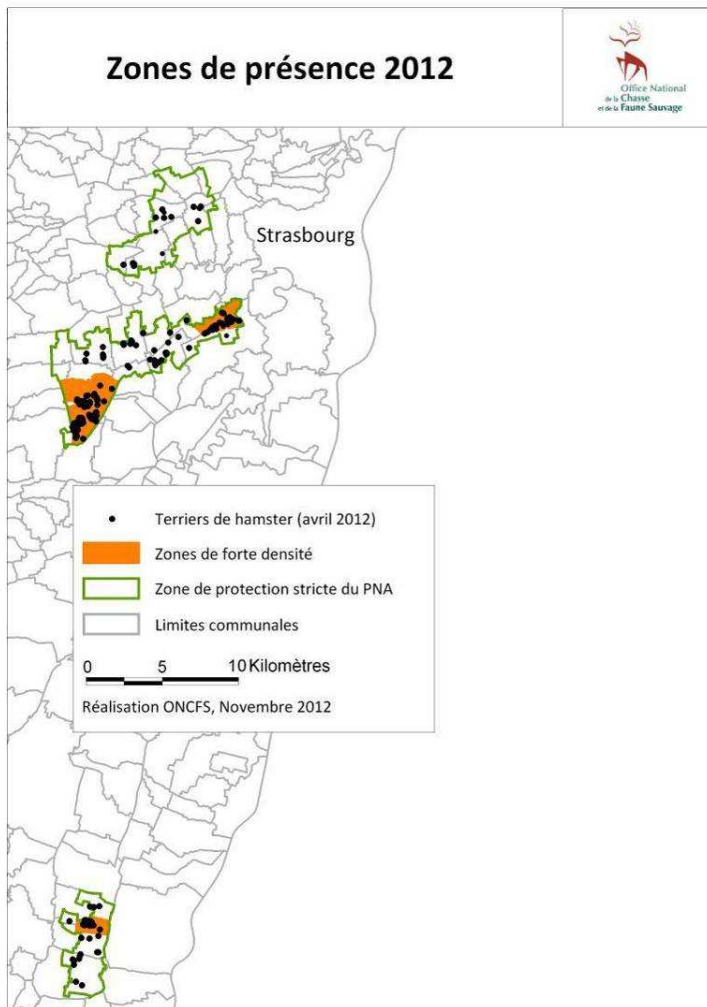 Zones de présence 2012
Office National
de la Chasse
et de la Faune Sauvage
Strasbourg
Terriers de hamster (avril 2012)
Zones de forte densité
Zone de protection stricte du PNA
Limites communales
0 5 10 Kilomètres
Réalisation ONCFS, Novembre 2012